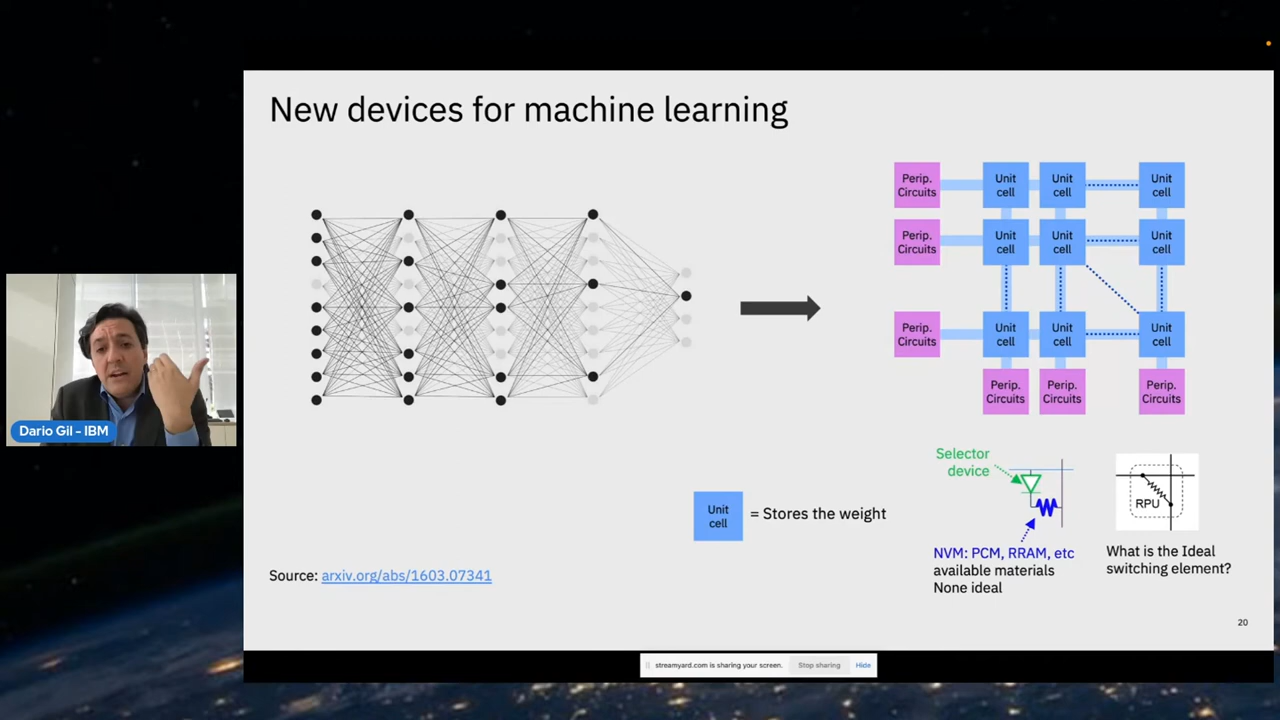 New devices for machine learning
Perip.
Circuits
Unit
cell
Unit
cell
Unit
cell
Perip.
Circuits
Unit
cell
Unit
cell
Unit
cell
Perip.
Circuits
Unit
cell
Unit
cell
Unit
cell
Perip.
Circuits
Perip.
Circuits
Perip.
Circuits
Dario Gil - IBM
Selector
device
RPU
Unit
cell
= Stores the weight
NVM: PCM, RRAM, etc
available materials
None ideal
What is the Ideal
switching element?
Source: arxiv.org/abs/1603.07341
20
streamyard.com is sharing your screen.
Stop sharing
Hide